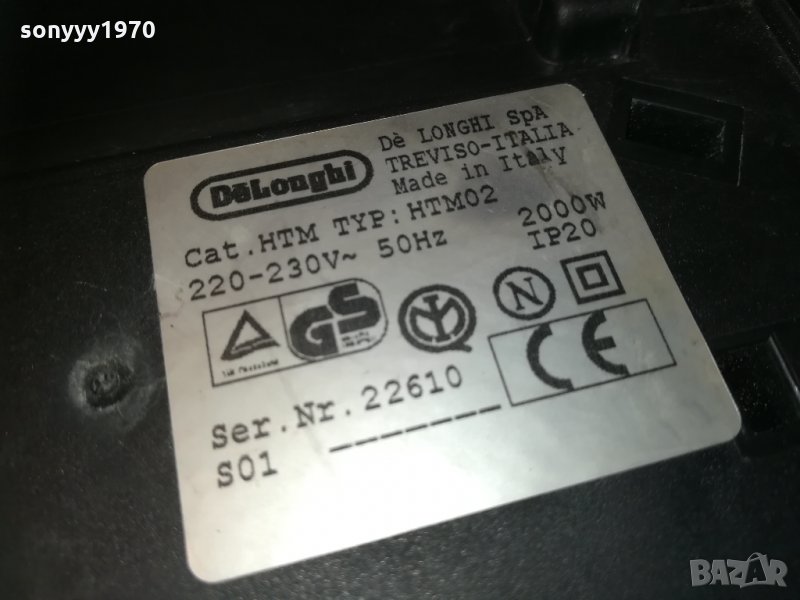 sonyyy1970
DeLonghi
Dè LONGHI SpA
TREVISO-ITALIA
Made in Italy
Cat.HTM TYP: HTM02
220-230V~ 50Hz
2000W
IP20
GS
N
CE
Ser.Nr.22610
S01 -------
BAZAR